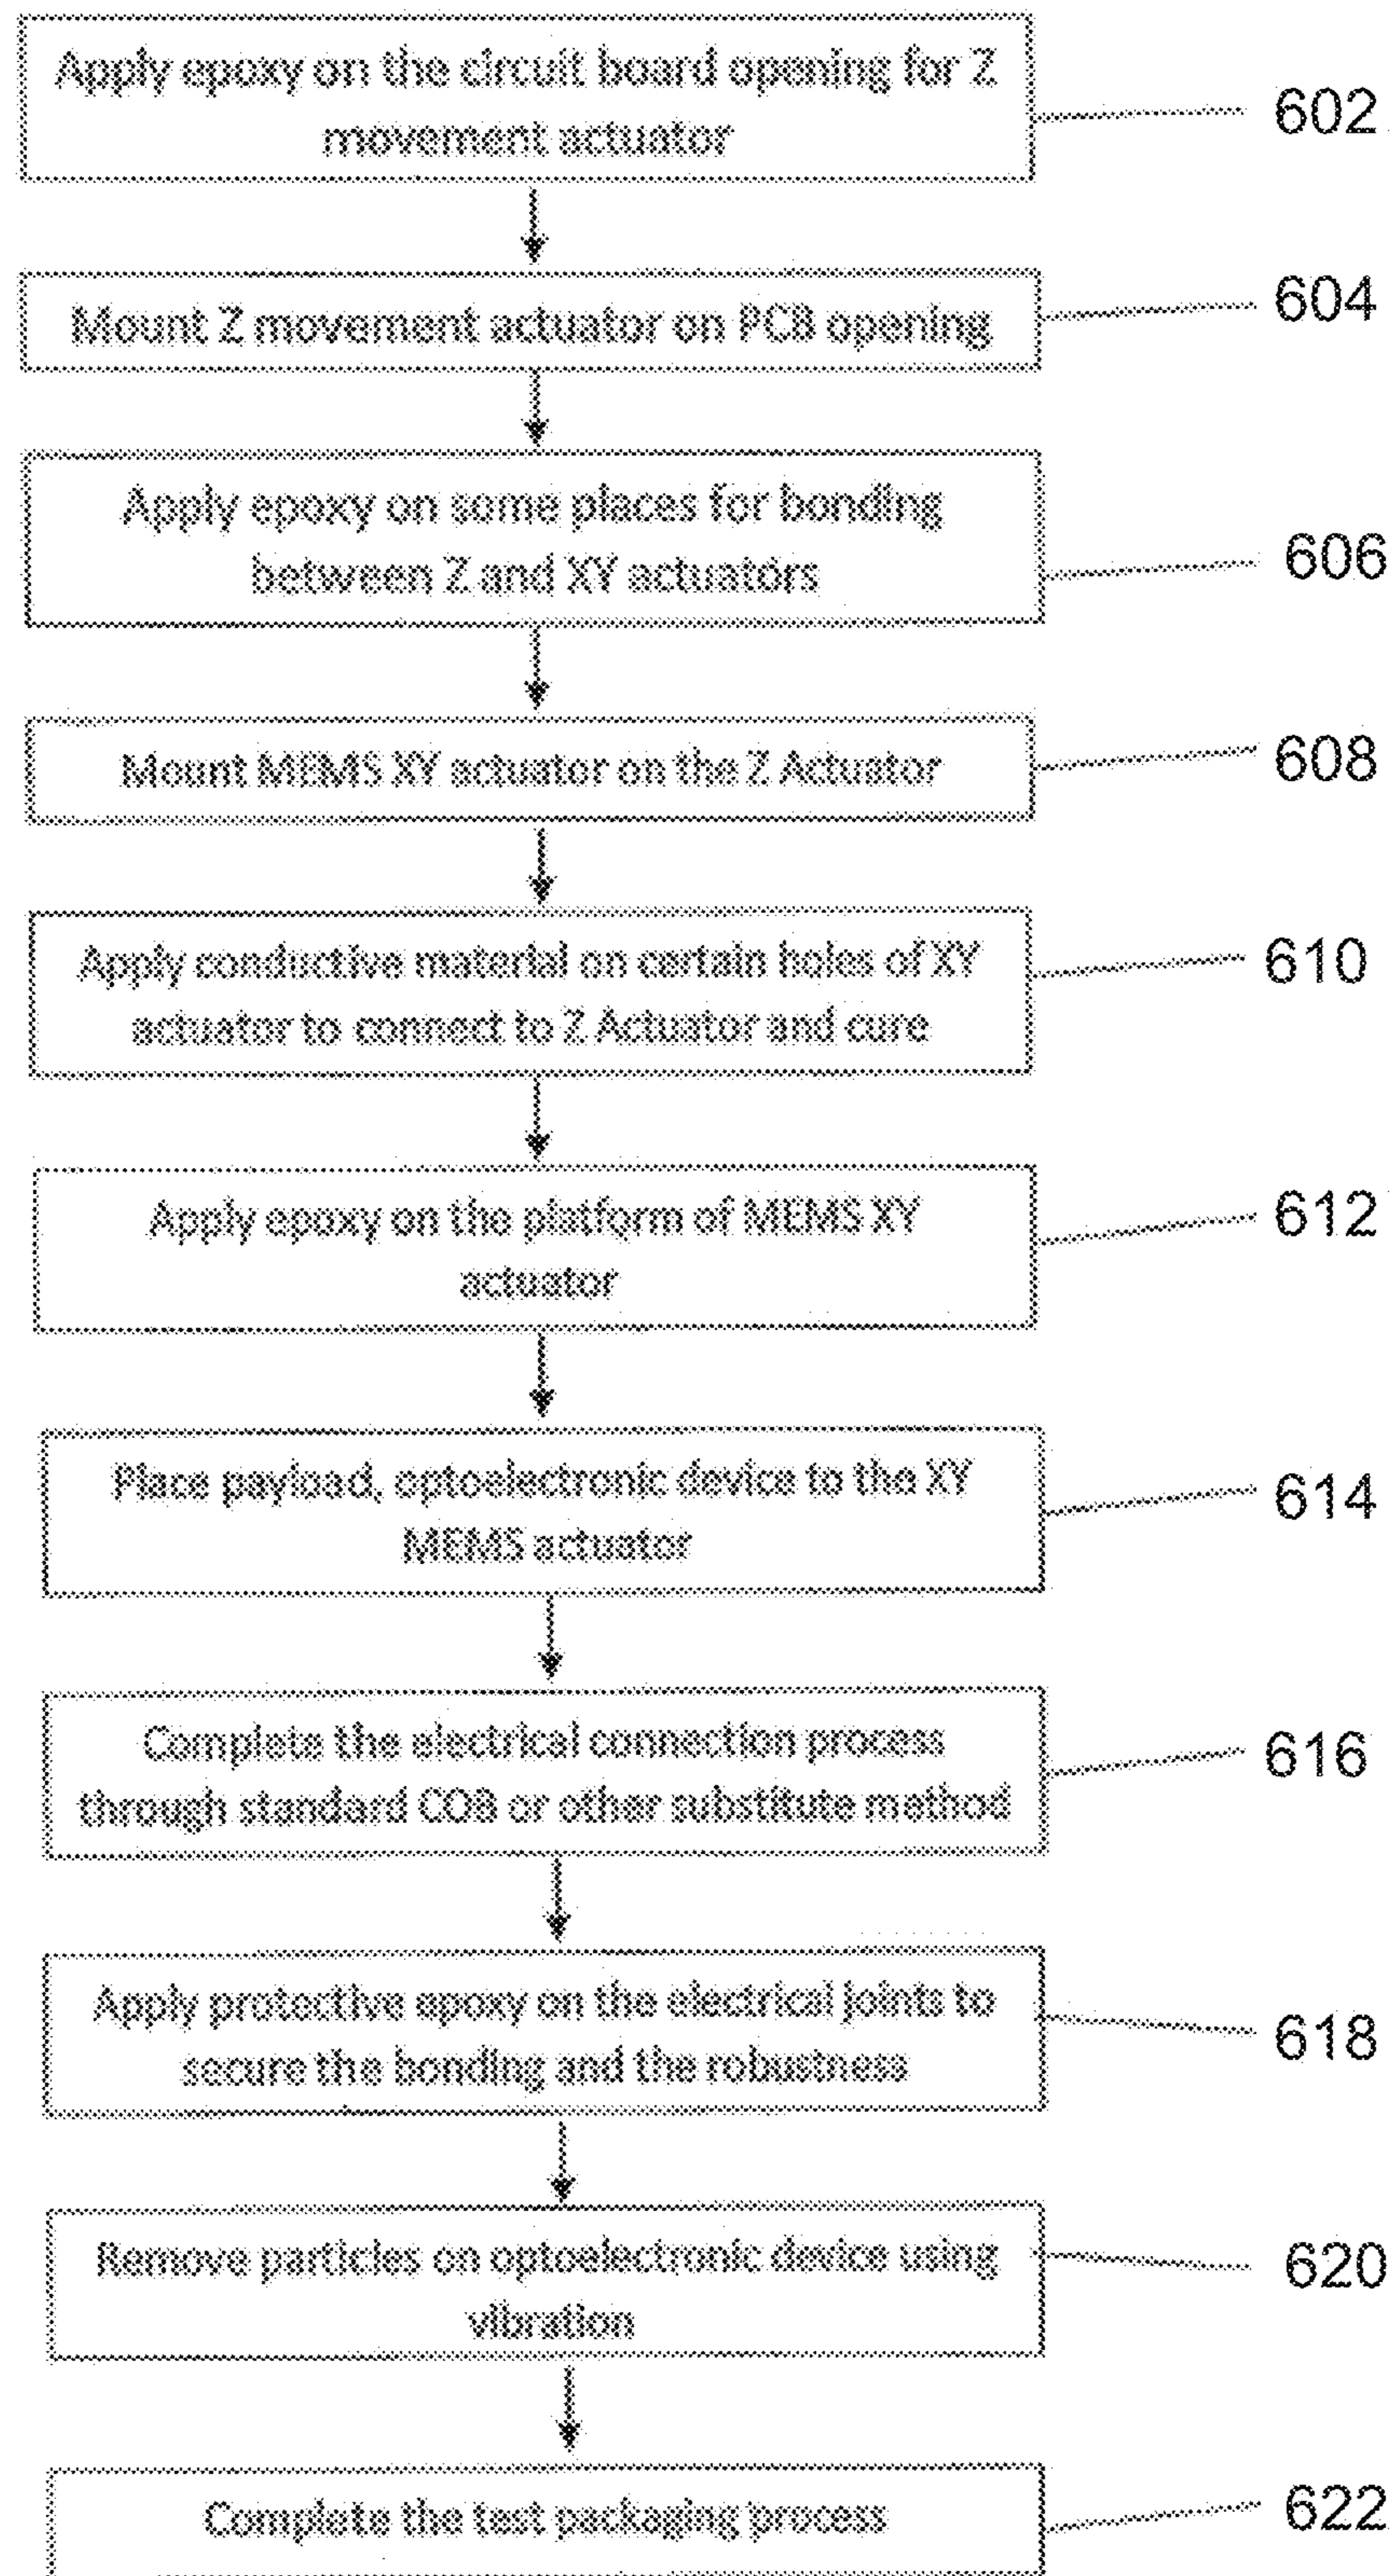 Apply epoxy on the circuit board opening for Z
movement actuator
602
Mount Z movement actuator on PCB opening
604
Apply epoxy on some places for bonding
between Z and XY actuators
606
Mount MEMS XY actuator on the Z Actuator
608
Apply conductive material on certain holes of XY
actuator to connect to Z Actuator and cure
610
Apply epoxy on the platform of MEMS XY
actuator
612
Place payload, optoelectronic device to the XY
MEMS actuator
614
Complete the electrical connection process
through standard COB or other substitute method
616
Apply protective epoxy on the electrical joints to
secure the bonding and the robustness
618
Remove particles on optoelectronic device using
vibration
620
Complete the test packaging process
622